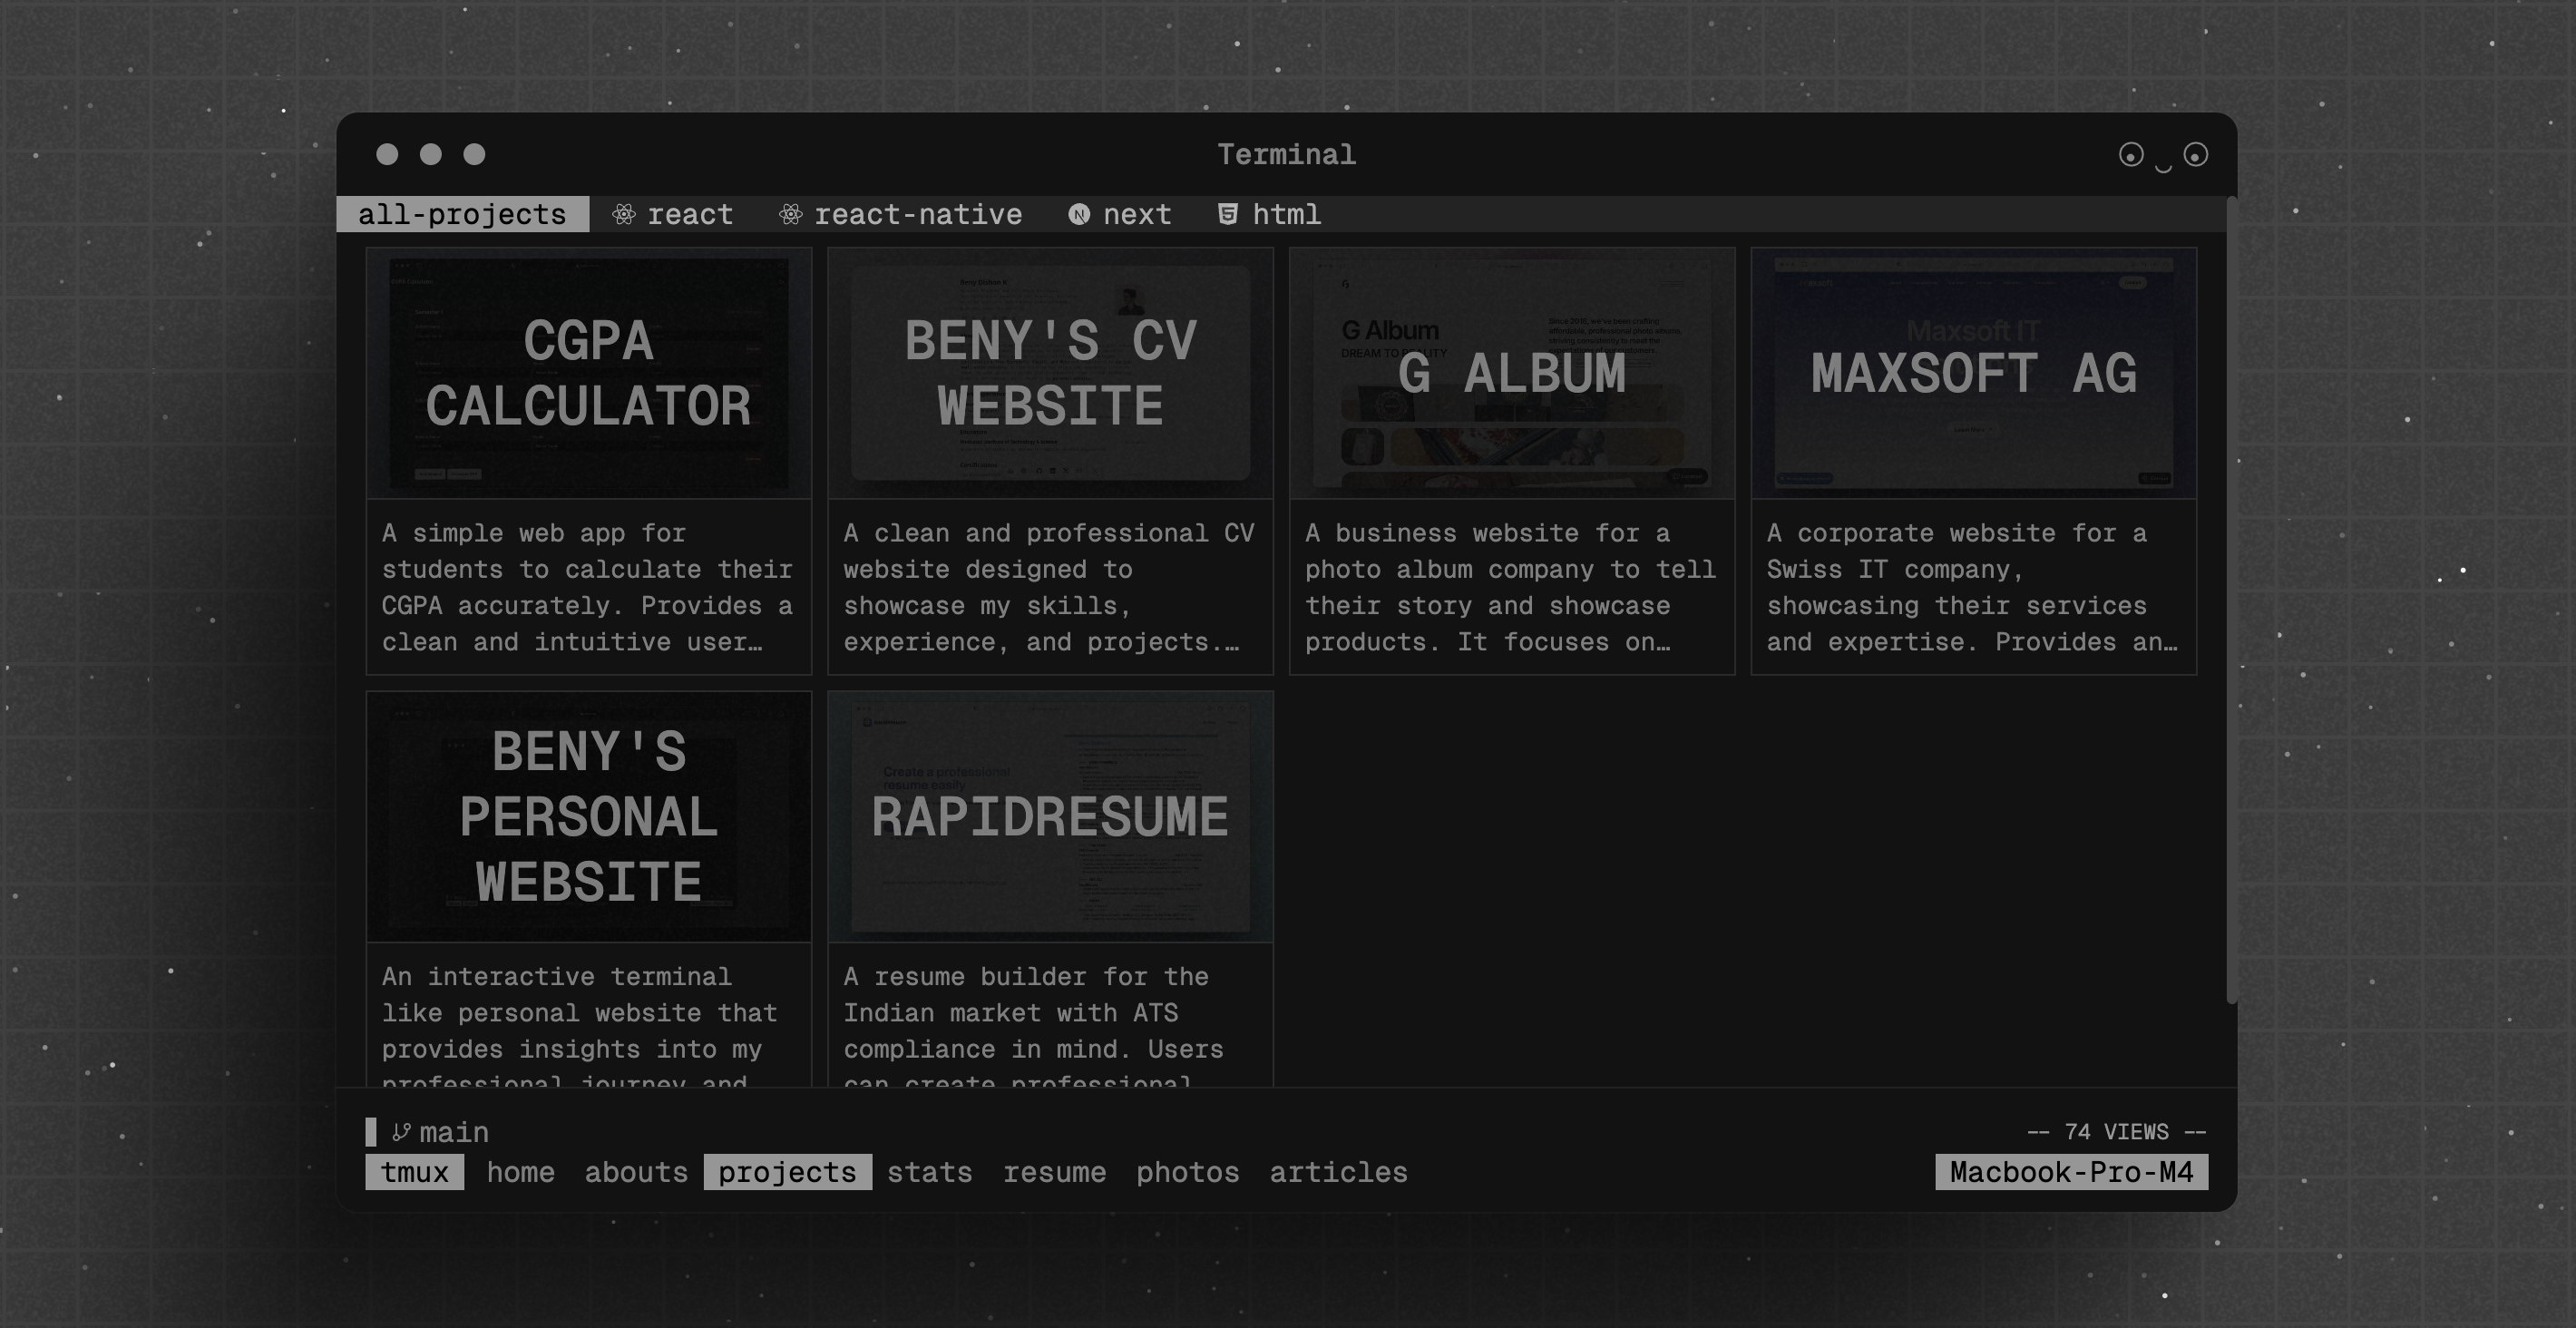 Terminal
all-projects react react-native next html
CGPA
CALCULATOR
A simple web app for
students to calculate their
CGPA accurately. Provides a
clean and intuitive user…
BENY'S CV
WEBSITE
A clean and professional CV
website designed to
showcase my skills,
experience, and projects.…
G Album
DREAM TO REALITY
G ALBUM
A business website for a
photo album company to tell
their story and showcase
products. It focuses on…
Maxsoft IT
MAXSOFT AG
A corporate website for a
Swiss IT company,
showcasing their services
and expertise. Provides an…
BENY'S
PERSONAL
WEBSITE
An interactive terminal
like personal website that
provides insights into my
professional journey and
Create a professional
resume easily
RAPIDRESUME
A resume builder for the
Indian market with ATS
compliance in mind. Users
can create professional
main
-- 74 VIEWS --
tmux home abouts projects stats resume photos articles
Macbook-Pro-M4